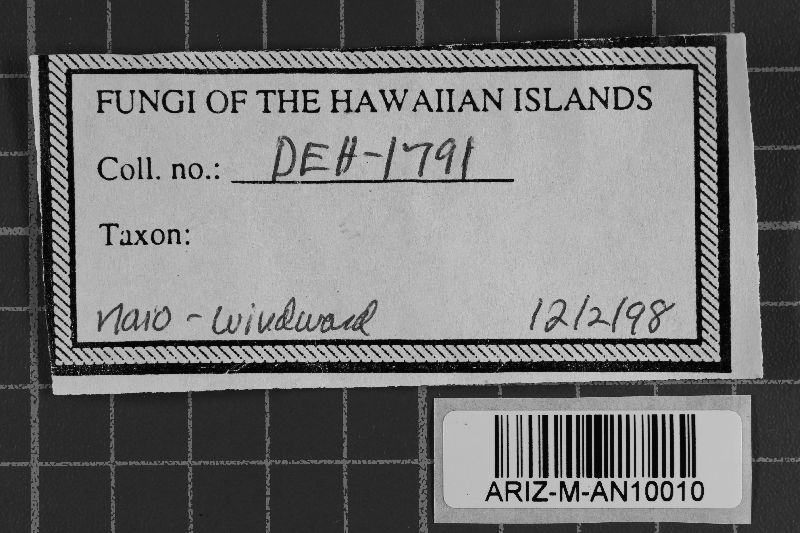 FUNGI OF THE HAWAIIAN ISLANDS
Coll. no.: DEH-1791
Taxon:
naio - windward 12/2/98
ARIZ-M-AN10010